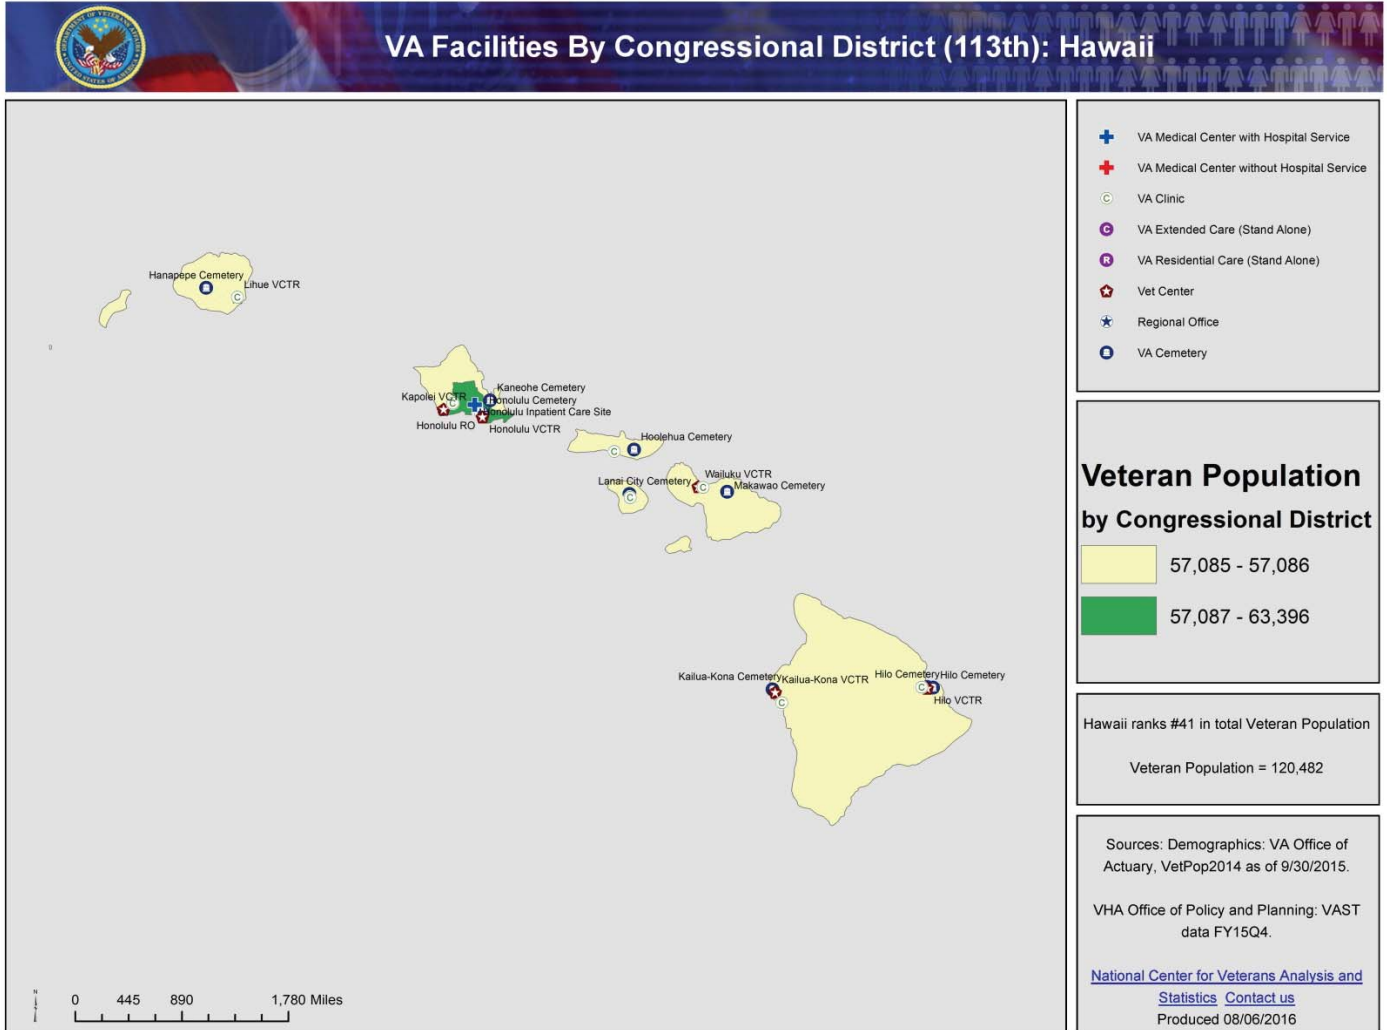 VA Facilities By Congressional District (113th): Hawaii
Hanapepe Cemetery
Lihue VCTR
Kaneohe Cemetery
Kapolei VCTR
Honolulu Cemetery
Honolulu Inpatient Care Site
Honolulu RO
Honolulu VCTR
Hoolehua Cemetery
Wailuku VCTR
Lanai City Cemetery
Makawao Cemetery
Kailua-Kona Cemetery
Kailua-Kona VCTR
Hilo Cemetery
Hilo Cemetery
Hilo VCTR
N
0 445 890 1,780 Miles
VA Medical Center with Hospital Service
VA Medical Center without Hospital Service
C VA Clinic
C VA Extended Care (Stand Alone)
R VA Residential Care (Stand Alone)
Vet Center
Regional Office
VA Cemetery
Veteran Population
by Congressional District
57,085 - 57,086
57,087 - 63,396
Hawaii ranks #41 in total Veteran Population
Veteran Population = 120,482
Sources: Demographics: VA Office of
Actuary, VetPop2014 as of 9/30/2015.
VHA Office of Policy and Planning: VAST
data FY15Q4.
National Center for Veterans Analysis and
Statistics Contact us
Produced 08/06/2016